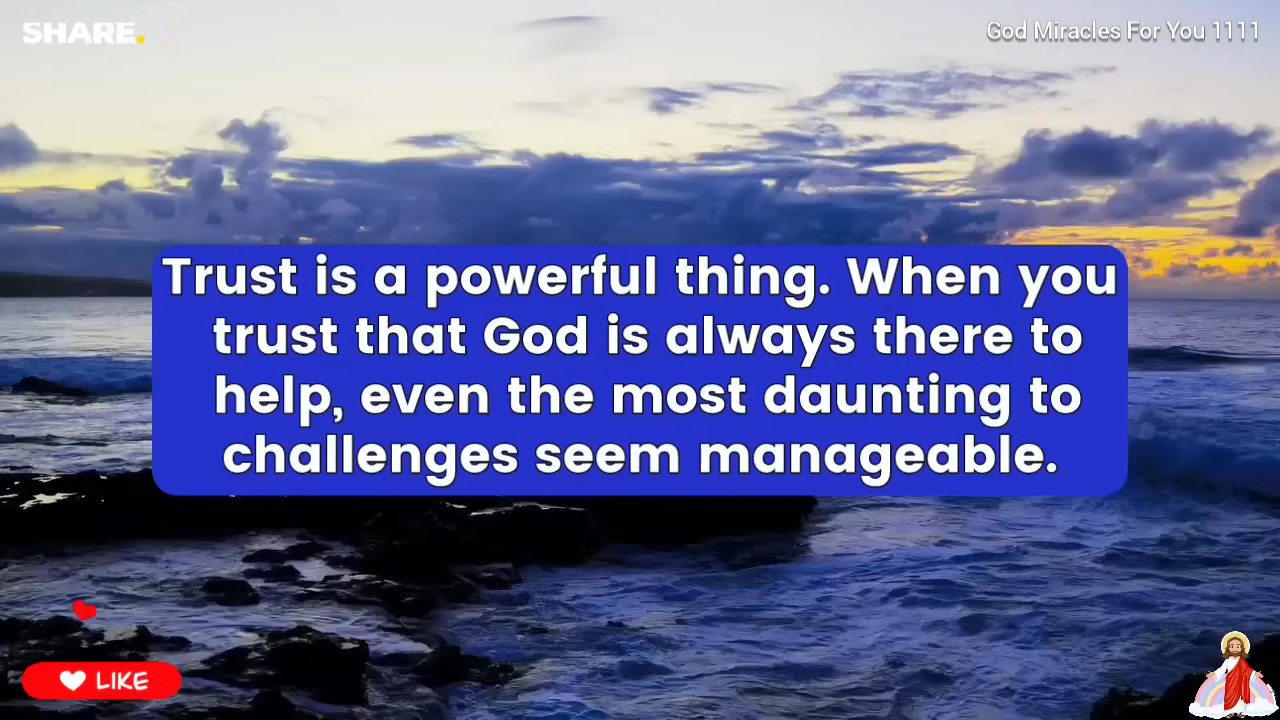 SHARE.
God Miracles For You 1111
Trust is a powerful thing. When you
trust that God is always there to
help, even the most daunting to
challenges seem manageable.
LIKE